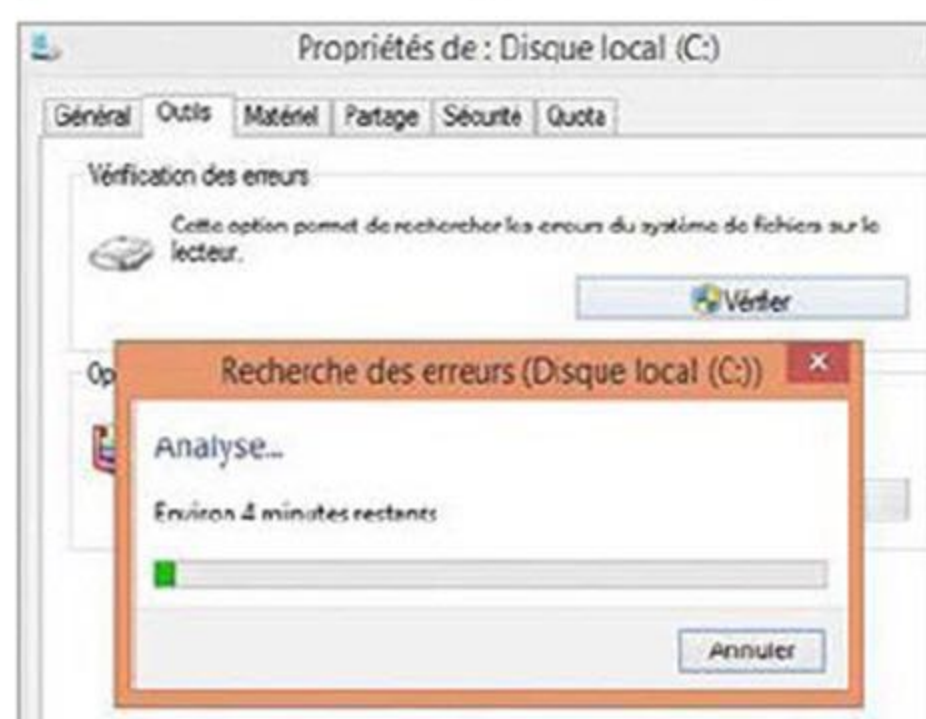 Propriétés de : Disque local (C:)
Général Outils Matériel Partage Sécurité Quota
Vérification des erreurs
Cette option permet de rechercher les erreurs du système de fichiers sur le
lecteur.
Vérifier
Op
Recherche des erreurs (Disque local (C:))
Analyse...
Environ 4 minutes restants
Annuler